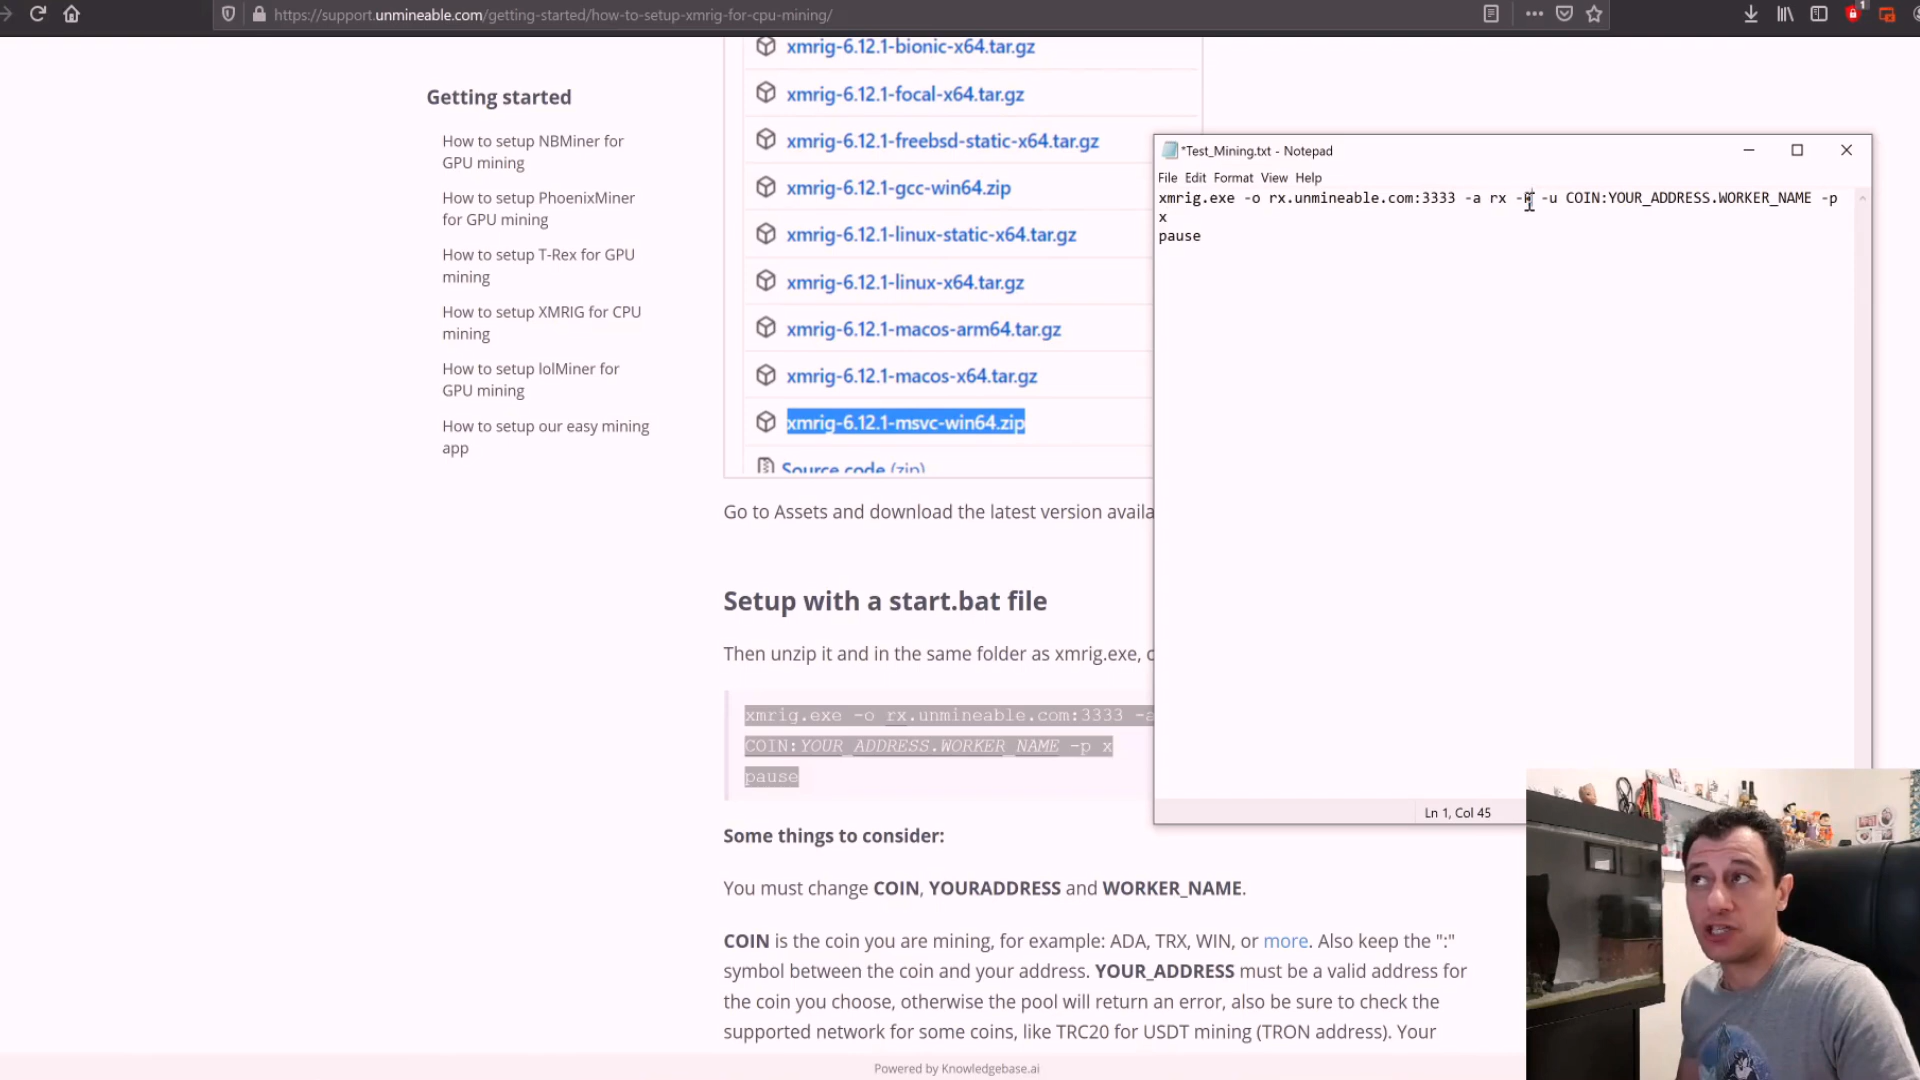 https://support.unmineable.com/getting-started/how-to-setup-xmrig-for-cpu-mining/
1
xmrig-6.12.1-bionic-x64.tar.gz
xmrig-6.12.1-focal-x64.tar.gz
xmrig-6.12.1-freebsd-static-x64.tar.gz
xmrig-6.12.1-gcc-win64.zip
xmrig-6.12.1-linux-static-x64.tar.gz
xmrig-6.12.1-linux-x64.tar.gz
xmrig-6.12.1-macos-arm64.tar.gz
xmrig-6.12.1-macos-x64.tar.gz
xmrig-6.12.1-msvc-win64.zip
Source code (zip)
Getting started
How to setup NBMiner for
GPU mining
How to setup PhoenixMiner
for GPU mining
How to setup T-Rex for GPU
mining
How to setup XMRIG for CPU
mining
How to setup lolMiner for
GPU mining
How to setup our easy mining
app
Go to Assets and download the latest version availa
Setup with a start.bat file
Then unzip it and in the same folder as xmrig.exe, c
xmrig.exe -o rx.unmineable.com:3333 -a
COIN:YOUR_ADDRESS.WORKER_NAME -p x
pause
Some things to consider:
You must change COIN, YOURADDRESS and WORKER_NAME.
COIN is the coin you are mining, for example: ADA, TRX, WIN, or more. Also keep the ":"
symbol between the coin and your address. YOUR_ADDRESS must be a valid address for
the coin you choose, otherwise the pool will return an error, also be sure to check the
supported network for some coins, like TRC20 for USDT mining (TRON address). Your
Powered by Knowledgebase.ai
*Test_Mining.txt - Notepad
File Edit Format View Help
xmrig.exe -o rx.unmineable.com:3333 -a rx -u COIN:YOUR_ADDRESS.WORKER_NAME -p
x
pause
Ln 1, Col 45